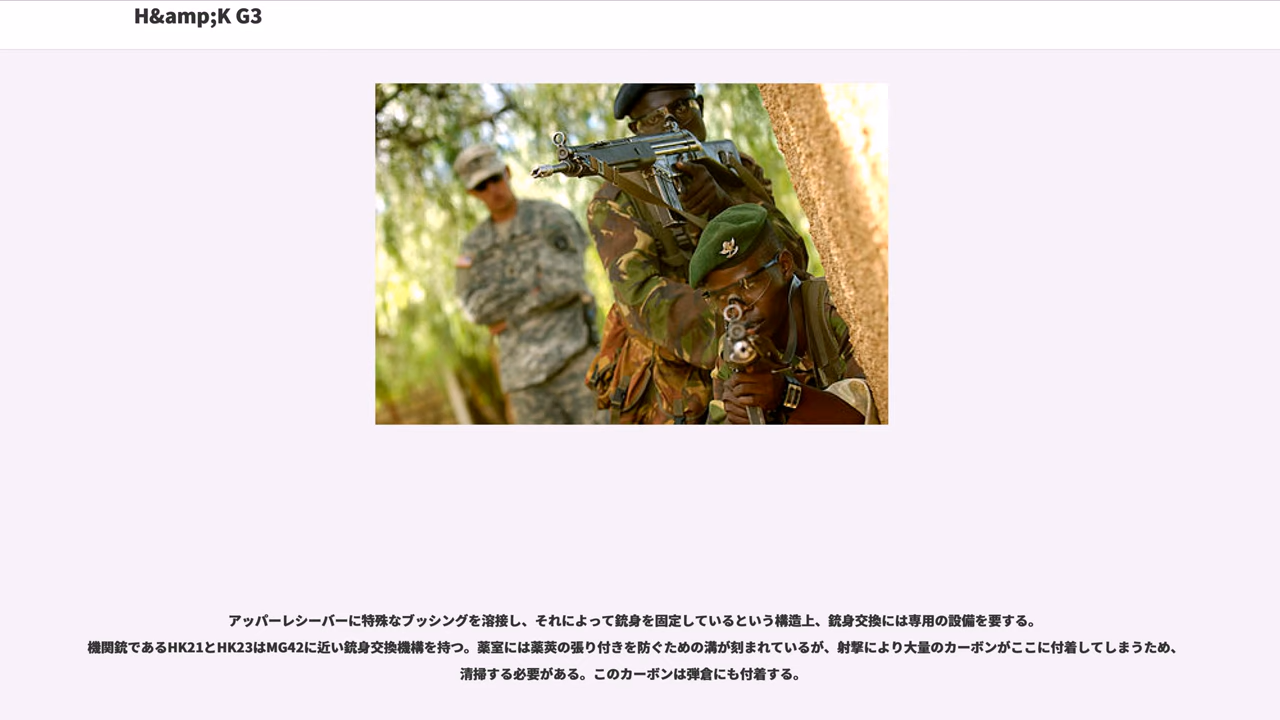 H&amp;K G3
アッパーレシーバーに特殊なブッシングを溶接し、それによって銃身を固定しているという構造上、銃身交換には専用の設備を要する。
機関銃であるHK21とHK23はMG42に近い銃身交換機構を持つ。薬室には薬莢の張り付きを防ぐための溝が刻まれているが、射撃により大量のカーボンがここに付着してしまうため、
清掃する必要がある。このカーボンは弾倉にも付着する。